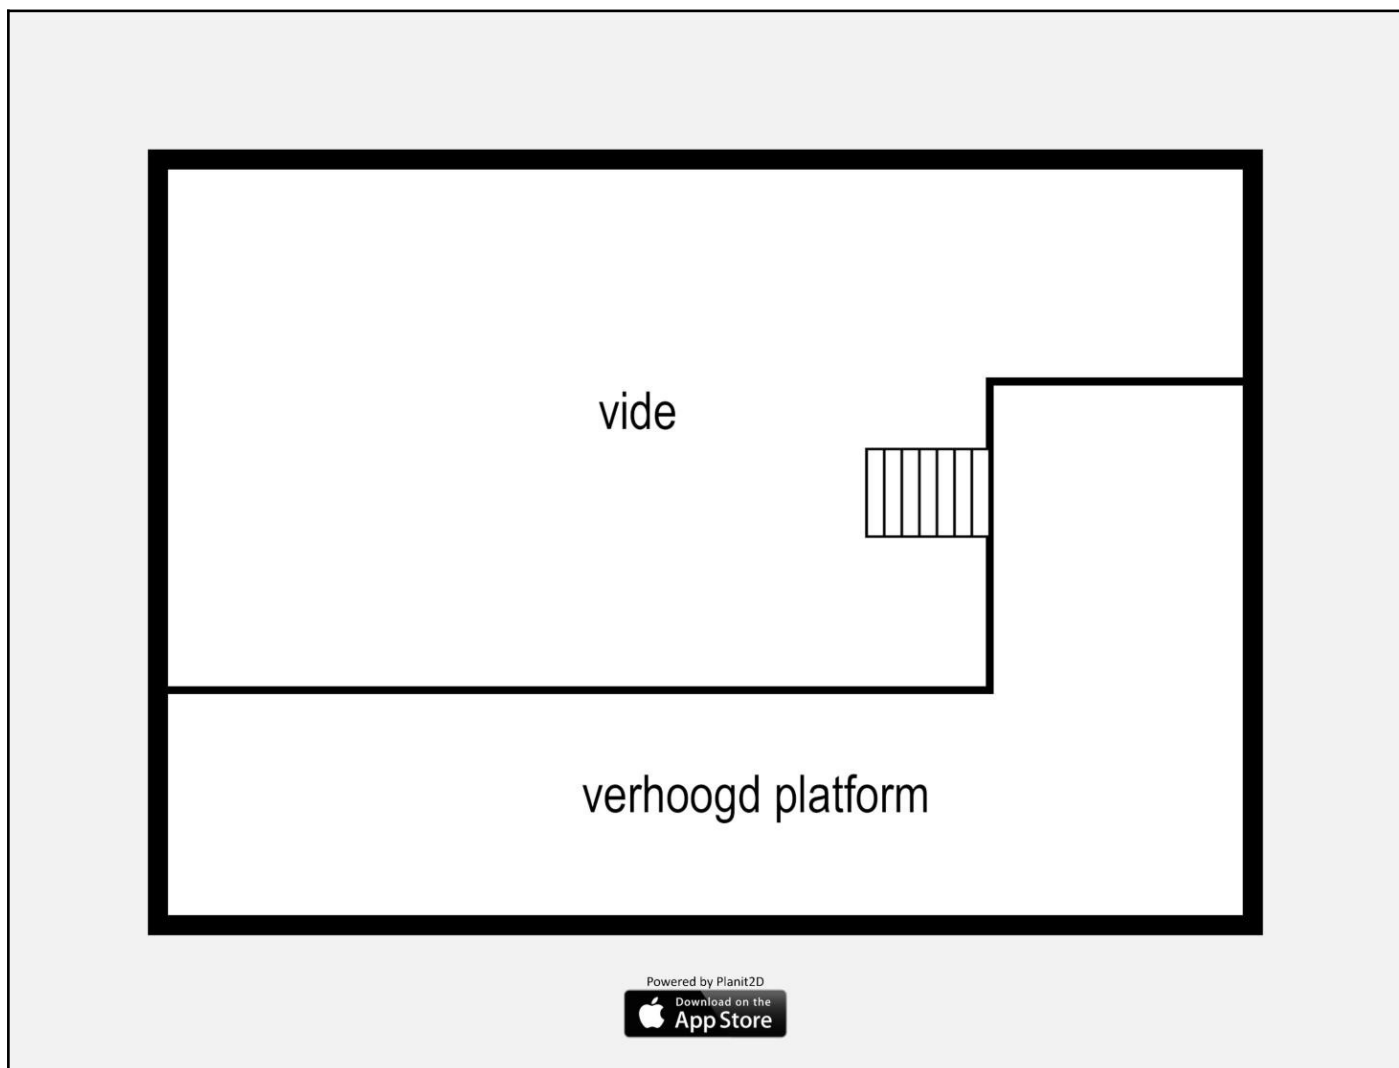 vide
verhoogd platform
Powered by Planit2D
Download on the
App Store